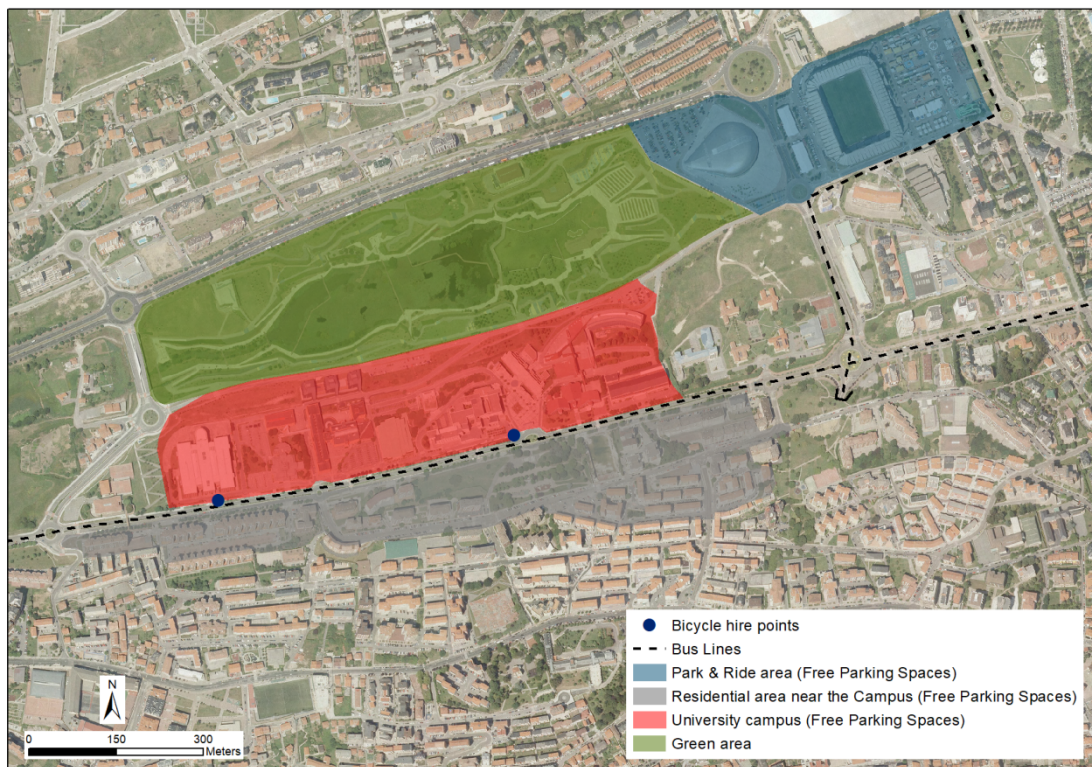 Bicycle hire points
Bus Lines
Park & Ride area (Free Parking Spaces)
Residential area near the Campus (Free Parking Spaces)
University campus (Free Parking Spaces)
Green area
N
0 150 300
Meters